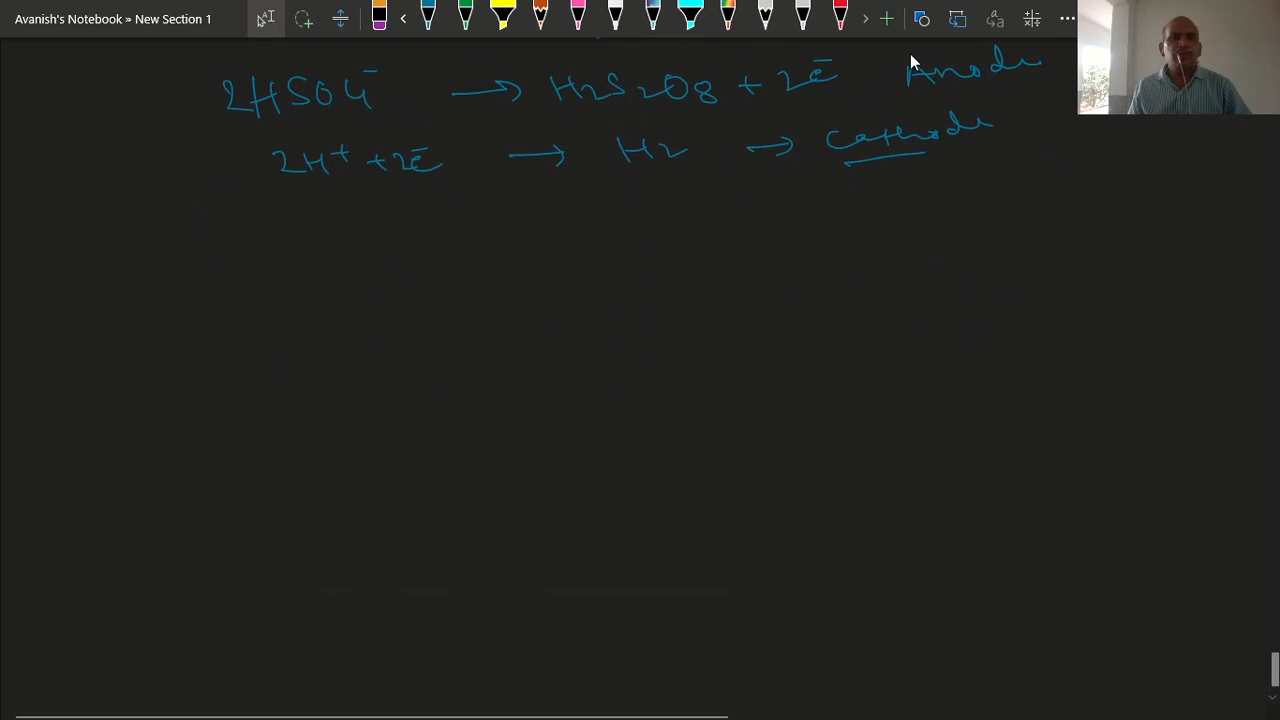 Avanish's Notebook » New Section 1
2HSO4⁻ → H2S2O8 + 2e⁻ Anode
2H⁺ + 2e⁻ → H2 → Cathode